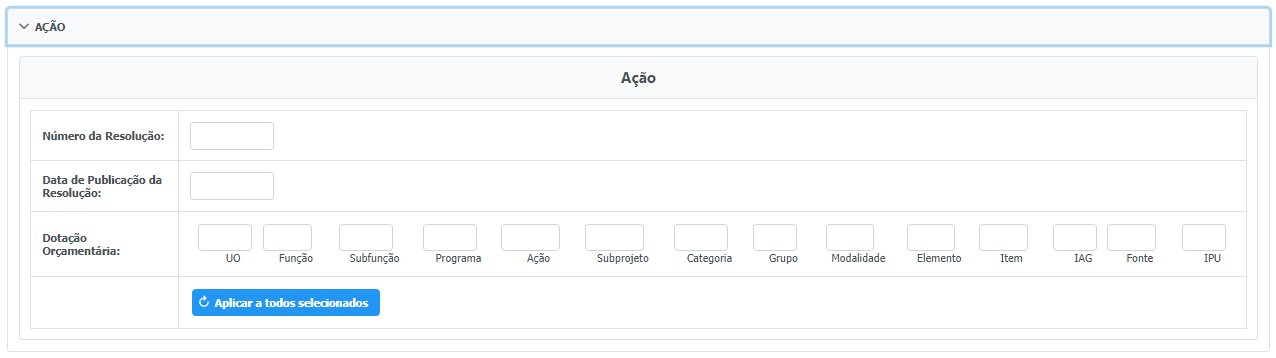 AÇÃO
Ação
Número da Resolução:
Data de Publicação da
Resolução:
Dotação
Orçamentária:
UO Função Subfunção Programa Ação Subprojeto Categoria Grupo Modalidade Elemento Item IAG Fonte IPU
Aplicar a todos selecionados